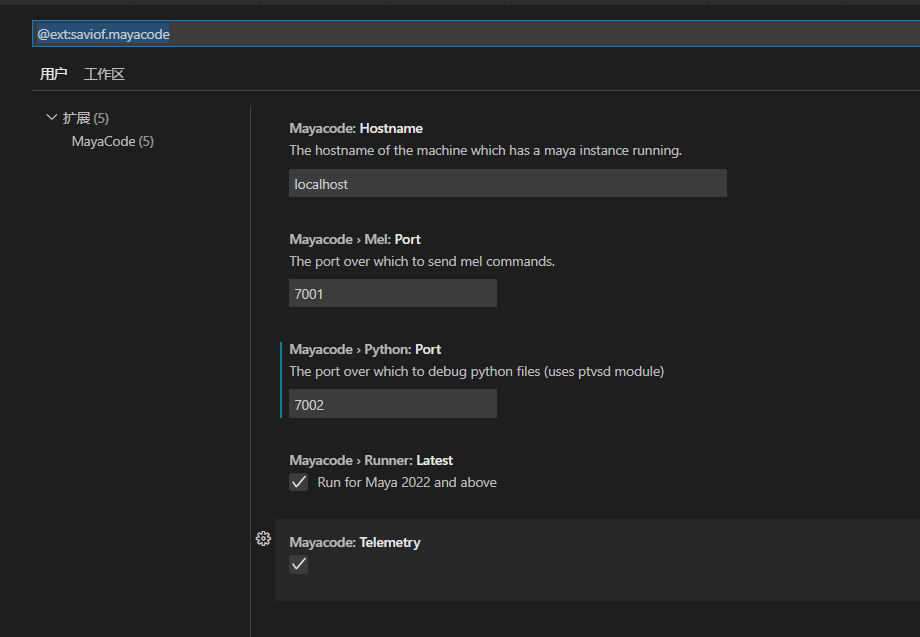 @ext:saviof.mayacode
用户 工作区
扩展 (5)
MayaCode (5)
Mayacode: Hostname
The hostname of the machine which has a maya instance running.
localhost
Mayacode › Mel: Port
The port over which to send mel commands.
7001
Mayacode › Python: Port
The port over which to debug python files (uses ptvsd module)
7002
Mayacode › Runner: Latest
Run for Maya 2022 and above
Mayacode: Telemetry